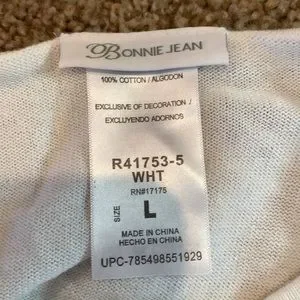 BONNIE JEAN
100% COTTON / ALGODON
EXCLUSIVE OF DECORATION /
EXCLUYENDO ADORNOS
R41753-5
WHT
RN#17175
SIZE L
MADE IN CHINA
HECHO EN CHINA
UPC-785498551929